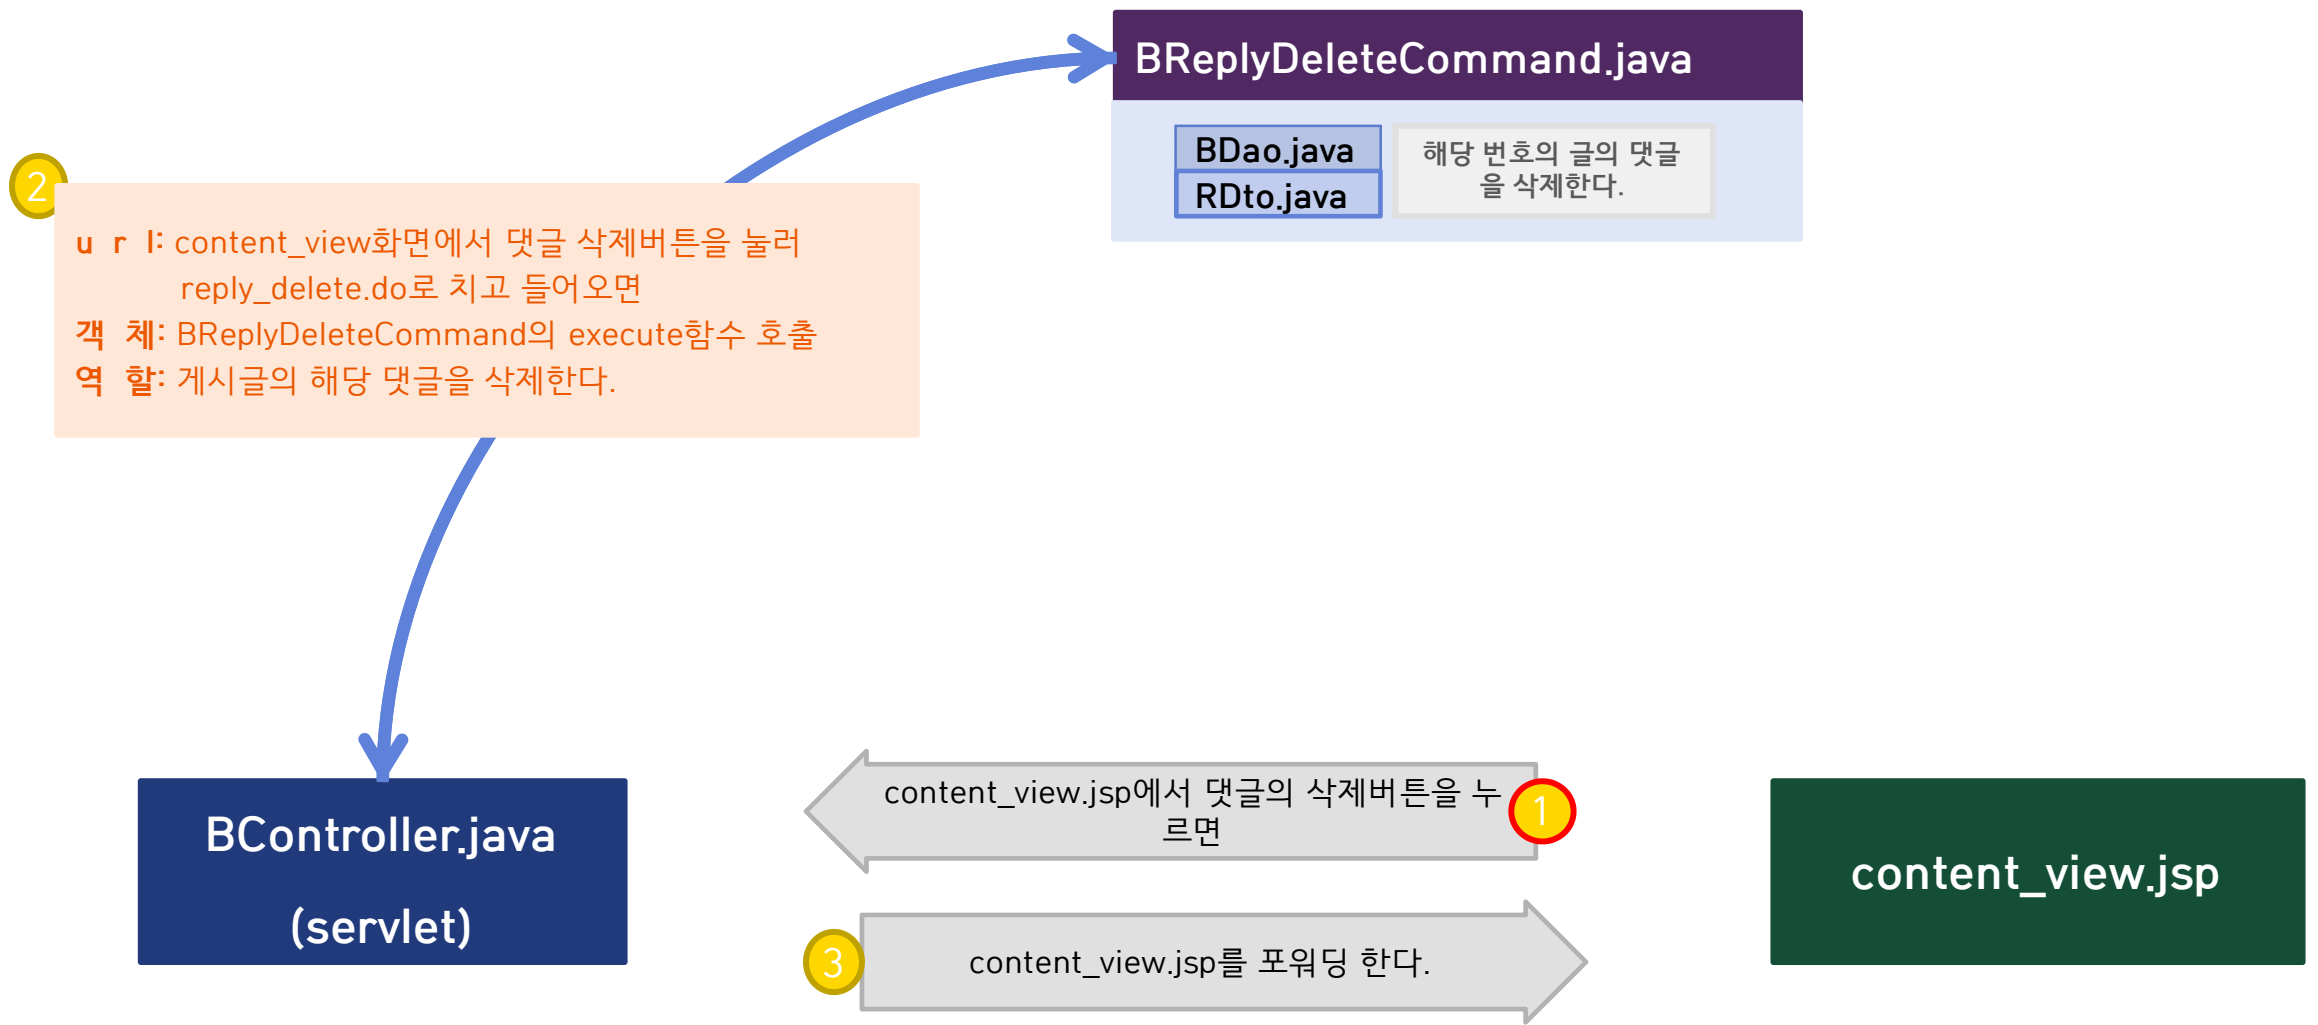 BReplyDeleteCommand.java
BDao.java
RDto.java
해당 번호의 글의 댓글
을 삭제한다.
2
u r l: content_view화면에서 댓글 삭제버튼을 눌러
reply_delete.do로 치고 들어오면
객 체: BReplyDeleteCommand의 execute함수 호출
역 할: 게시글의 해당 댓글을 삭제한다.
content_view.jsp에서 댓글의 삭제버튼을 누
르면
1
BController.java
(servlet)
content_view.jsp
3
content_view.jsp를 포워딩 한다.